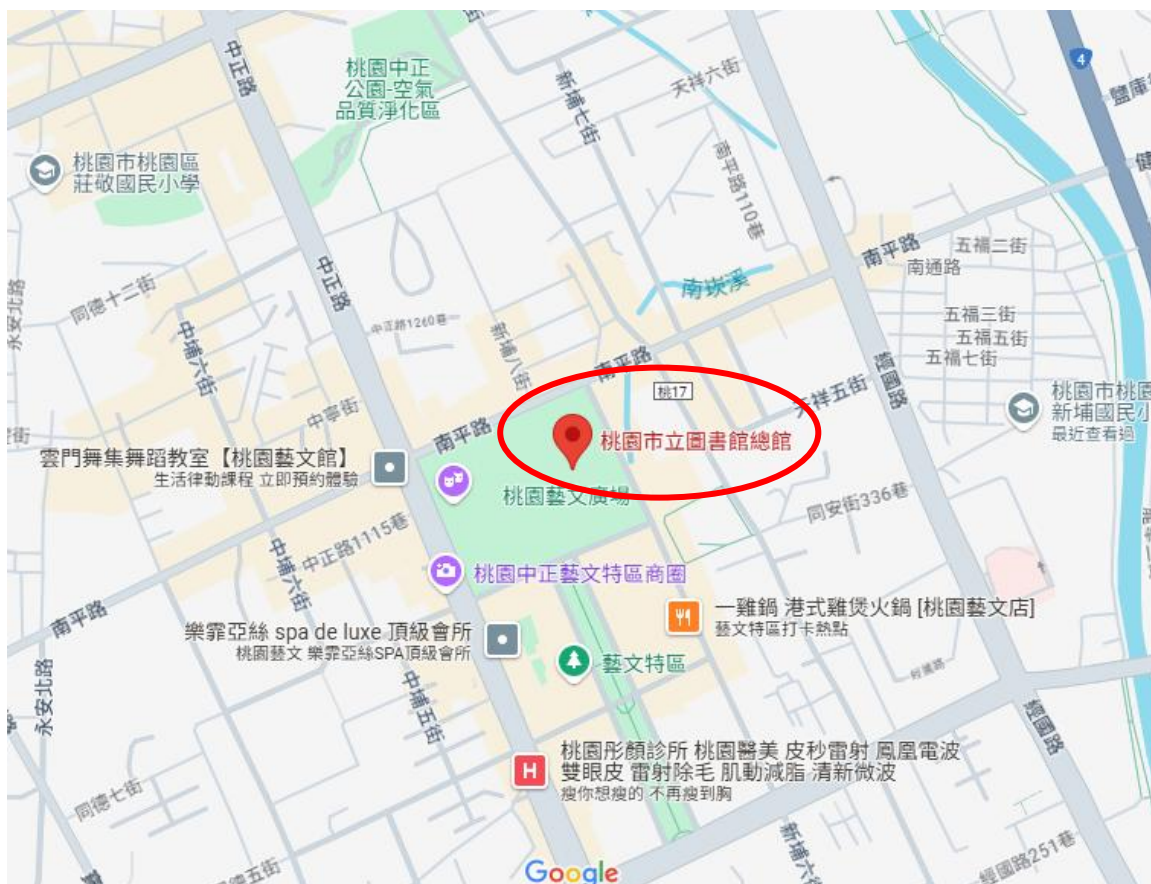 中正路
桃園中正
公園-空氣
品質淨化區
新埔七街
天祥六街
4
鹽庫
桃園市桃園區
莊敬國民小學
南平路110巷
健
永安北路
同德十二街
中正路
南崁溪
南平路
五福二街
南通路
中埔六街
中正路1260巷
新埔八街
五福三街
五福五街
五福七街
南平路
經國路
桃17
天祥五街
桃園市桃園
新埔國民小
最近查看過
中寧街
南平路
桃園市立圖書館總館
雲門舞集舞蹈教室【桃園藝文館】
生活律動課程 立即預約體驗
桃園藝文廣場
同安街336巷
中正路1115巷
中埔六街
桃園中正藝文特區商圈
南平路
一雞鍋 港式雞煲火鍋 [桃園藝文店]
藝文特區打卡熱點
樂霏亞絲 spa de luxe 頂級會所
桃園藝文 樂霏亞絲SPA頂級會所
藝文特區
永安北路
中埔五街
經國路
H
桃園彤顏診所 桃園醫美 皮秒雷射 鳳凰電波
雙眼皮 雷射除毛 肌動減脂 清新微波
瘦你想瘦的 不再瘦到胸
同德七街
新埔六
經國路251巷
德五街
Google